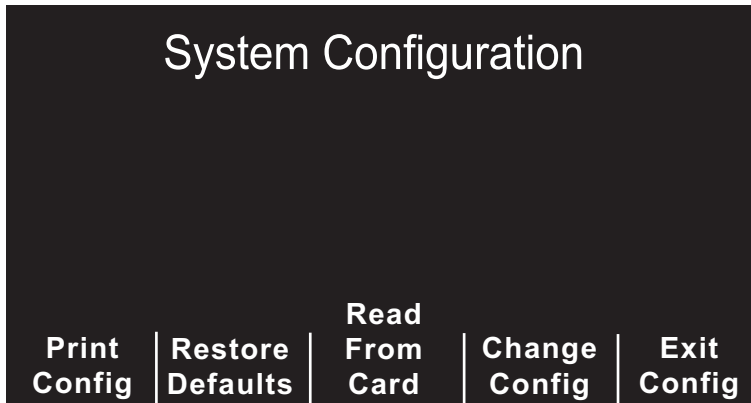 System Configuration
Print Config
Restore Defaults
Read From Card
Change Config
Exit Config